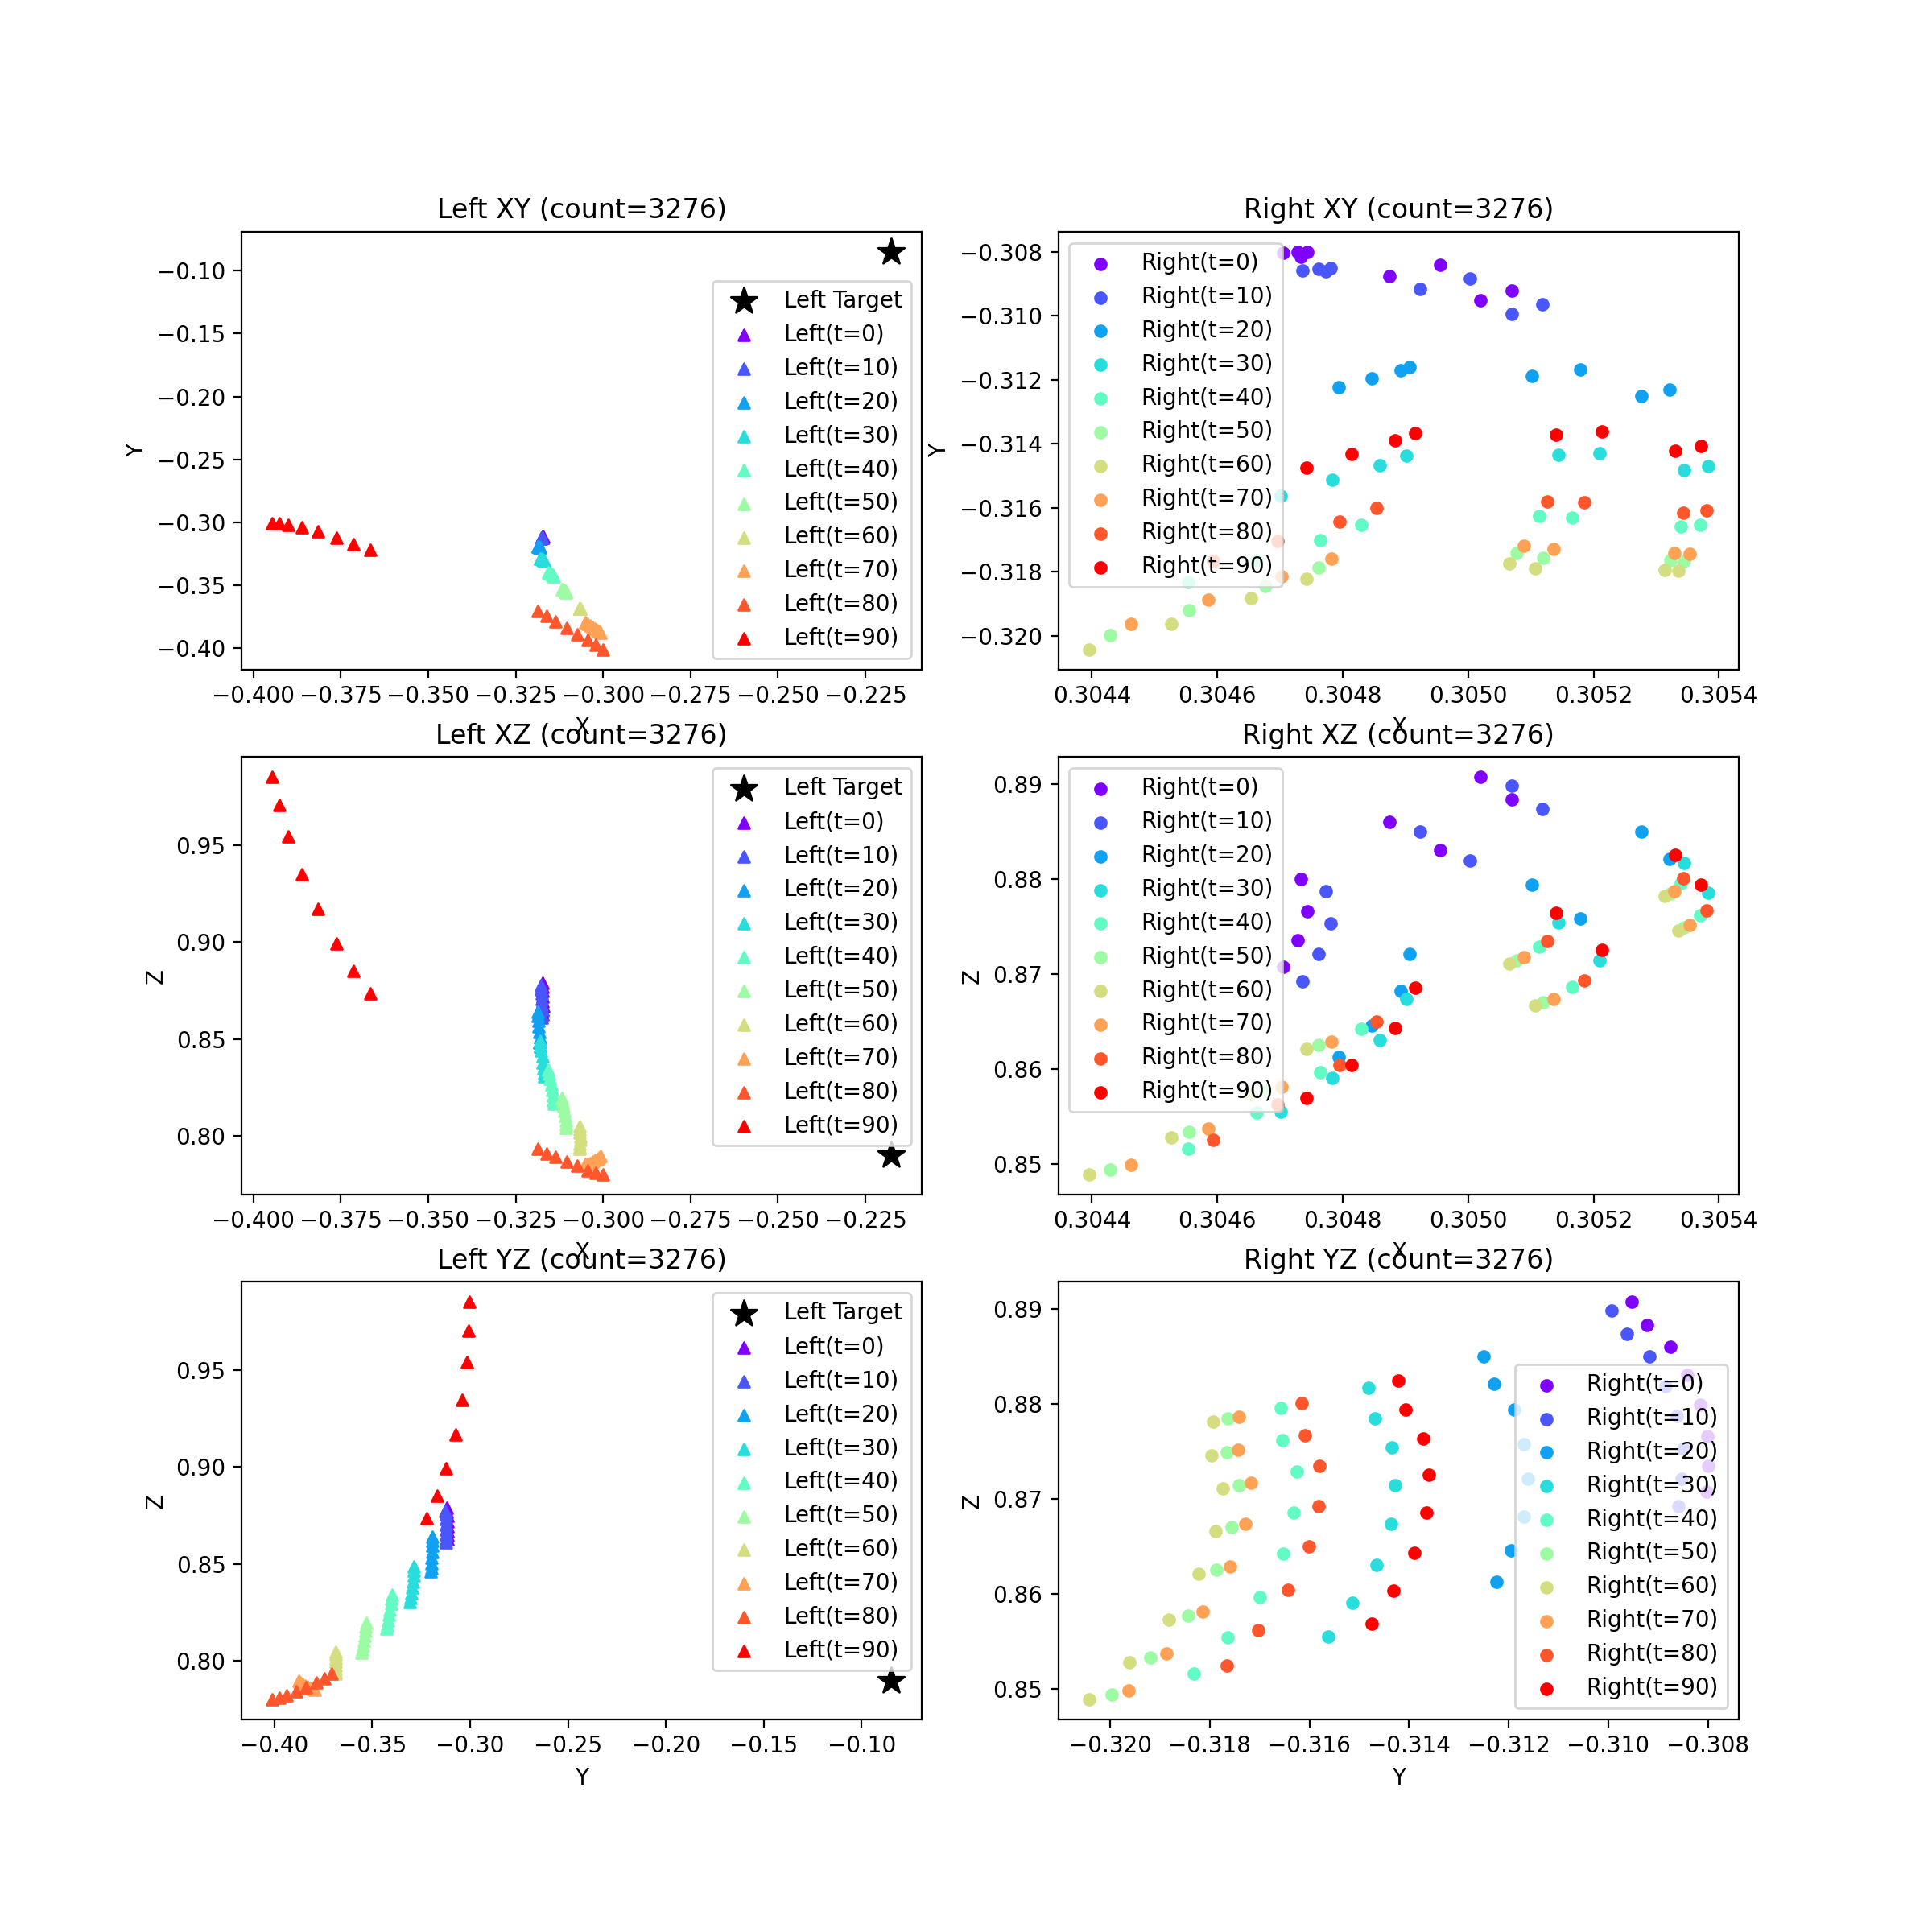 Left XY (count=3276)
−0.10
−0.15
−0.20
−0.25
−0.30
−0.35
−0.40
Y
Left Target
Left(t=0)
Left(t=10)
Left(t=20)
Left(t=30)
Left(t=40)
Left(t=50)
Left(t=60)
Left(t=70)
Left(t=80)
Left(t=90)
−0.400 −0.375 −0.350 −0.325 −0.300 −0.275 −0.250 −0.225
X
Right XY (count=3276)
−0.308
−0.310
−0.312
−0.314
−0.316
−0.318
−0.320
Y
Right(t=0)
Right(t=10)
Right(t=20)
Right(t=30)
Right(t=40)
Right(t=50)
Right(t=60)
Right(t=70)
Right(t=80)
Right(t=90)
0.3044 0.3046 0.3048 0.3050 0.3052 0.3054
X
Left XZ (count=3276)
0.95
0.90
0.85
0.80
Z
Left Target
Left(t=0)
Left(t=10)
Left(t=20)
Left(t=30)
Left(t=40)
Left(t=50)
Left(t=60)
Left(t=70)
Left(t=80)
Left(t=90)
−0.400 −0.375 −0.350 −0.325 −0.300 −0.275 −0.250 −0.225
X
Right XZ (count=3276)
0.89
0.88
0.87
0.86
0.85
Z
Right(t=0)
Right(t=10)
Right(t=20)
Right(t=30)
Right(t=40)
Right(t=50)
Right(t=60)
Right(t=70)
Right(t=80)
Right(t=90)
0.3044 0.3046 0.3048 0.3050 0.3052 0.3054
X
Left YZ (count=3276)
0.95
0.90
0.85
0.80
Z
Left Target
Left(t=0)
Left(t=10)
Left(t=20)
Left(t=30)
Left(t=40)
Left(t=50)
Left(t=60)
Left(t=70)
Left(t=80)
Left(t=90)
−0.40 −0.35 −0.30 −0.25 −0.20 −0.15 −0.10
Y
Right YZ (count=3276)
0.89
0.88
0.87
0.86
0.85
Z
Right(t=0)
Right(t=10)
Right(t=20)
Right(t=30)
Right(t=40)
Right(t=50)
Right(t=60)
Right(t=70)
Right(t=80)
Right(t=90)
−0.320 −0.318 −0.316 −0.314 −0.312 −0.310 −0.308
Y